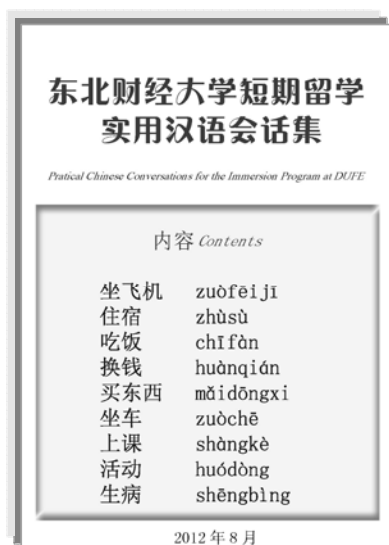 东北财经大学短期留学
实用汉语会话集
Pratical Chinese Conversations for the Immersion Program at DUFE
内容 Contents
坐飞机 zuòfēijī
住宿 zhùsù
吃饭 chīfàn
换钱 huànqián
买东西 mǎidōngxi
坐车 zuòchē
上课 shàngkè
活动 huódòng
生病 shēngbìng
2012 年 8 月